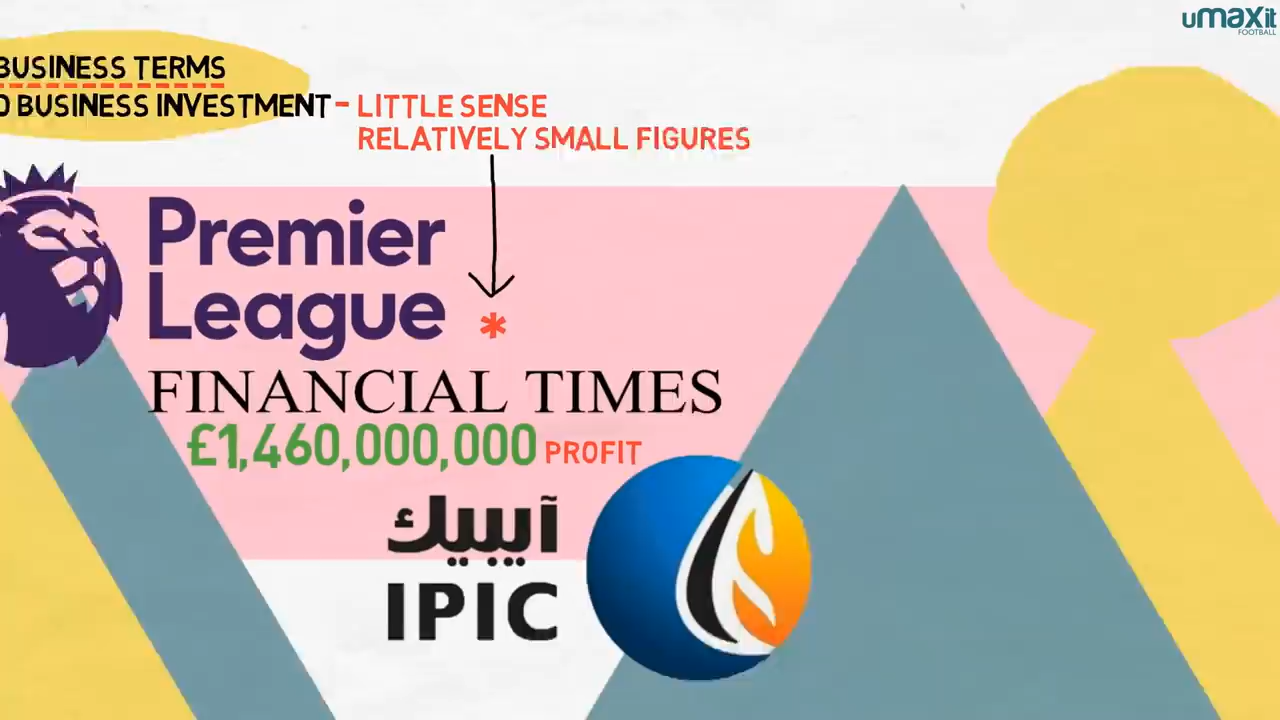 umaxit
FOOTBALL
BUSINESS TERMS
BUSINESS INVESTMENT - LITTLE SENSE
RELATIVELY SMALL FIGURES
Premier
League *
FINANCIAL TIMES
£1,460,000,000 PROFIT
آيبيك
IPIC